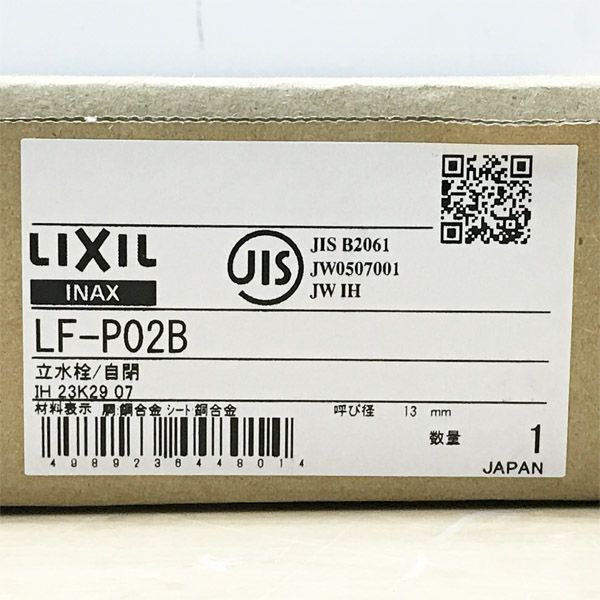 LIXIL
INAX
JIS
JIS B2061
JW0507001
JW IH
LF-P02B
立水栓/自閉
IH 23K29 07
材料表示 胴:銅合金 シート銅合金
呼び径 13 mm
数量 1
4989236448014
JAPAN